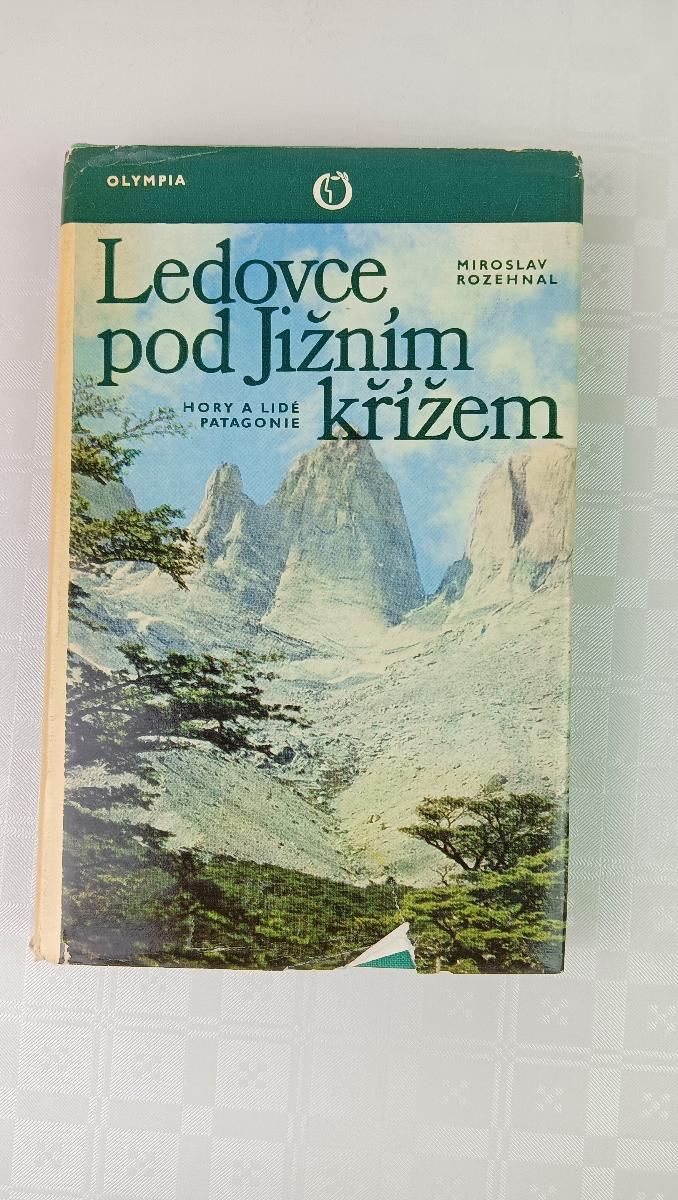 OLYMPIA
Ledovce
MIROSLAV
ROZEHNAL
pod Jižním
křížem
HORY A LIDÉ
PATAGONIE